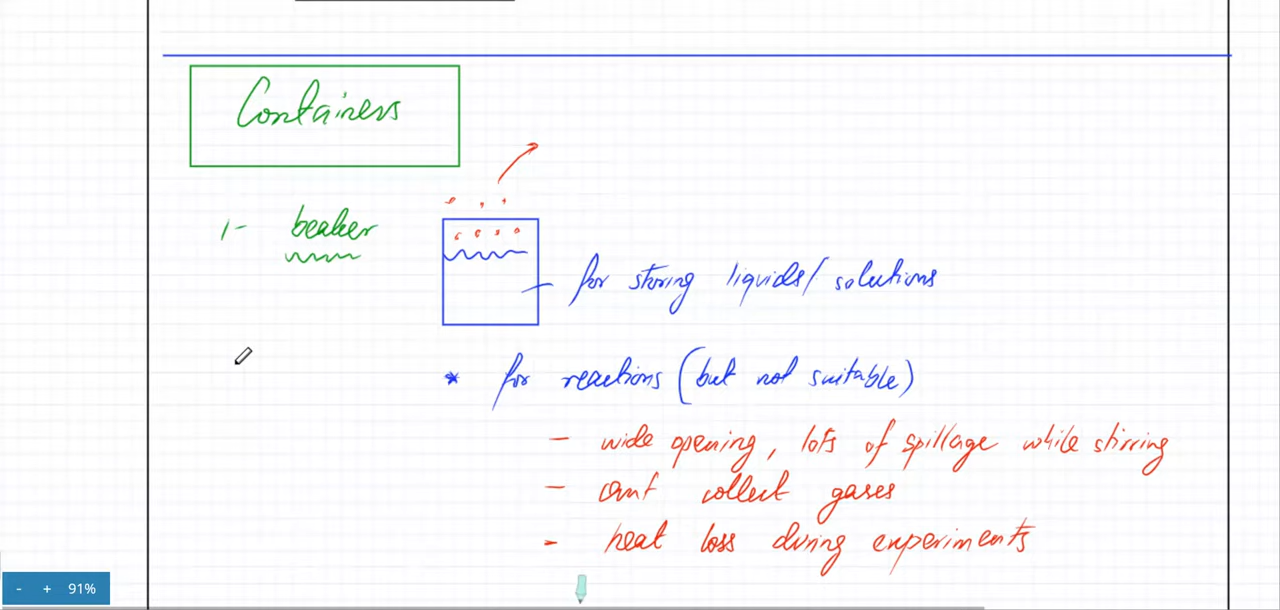 Containers
1- beaker
for storing liquids/solutions
* for reactions (but not suitable)
- wide opening, lots of spillage while stirring
- cant collect gases
- heat loss during experiments
- + 91%